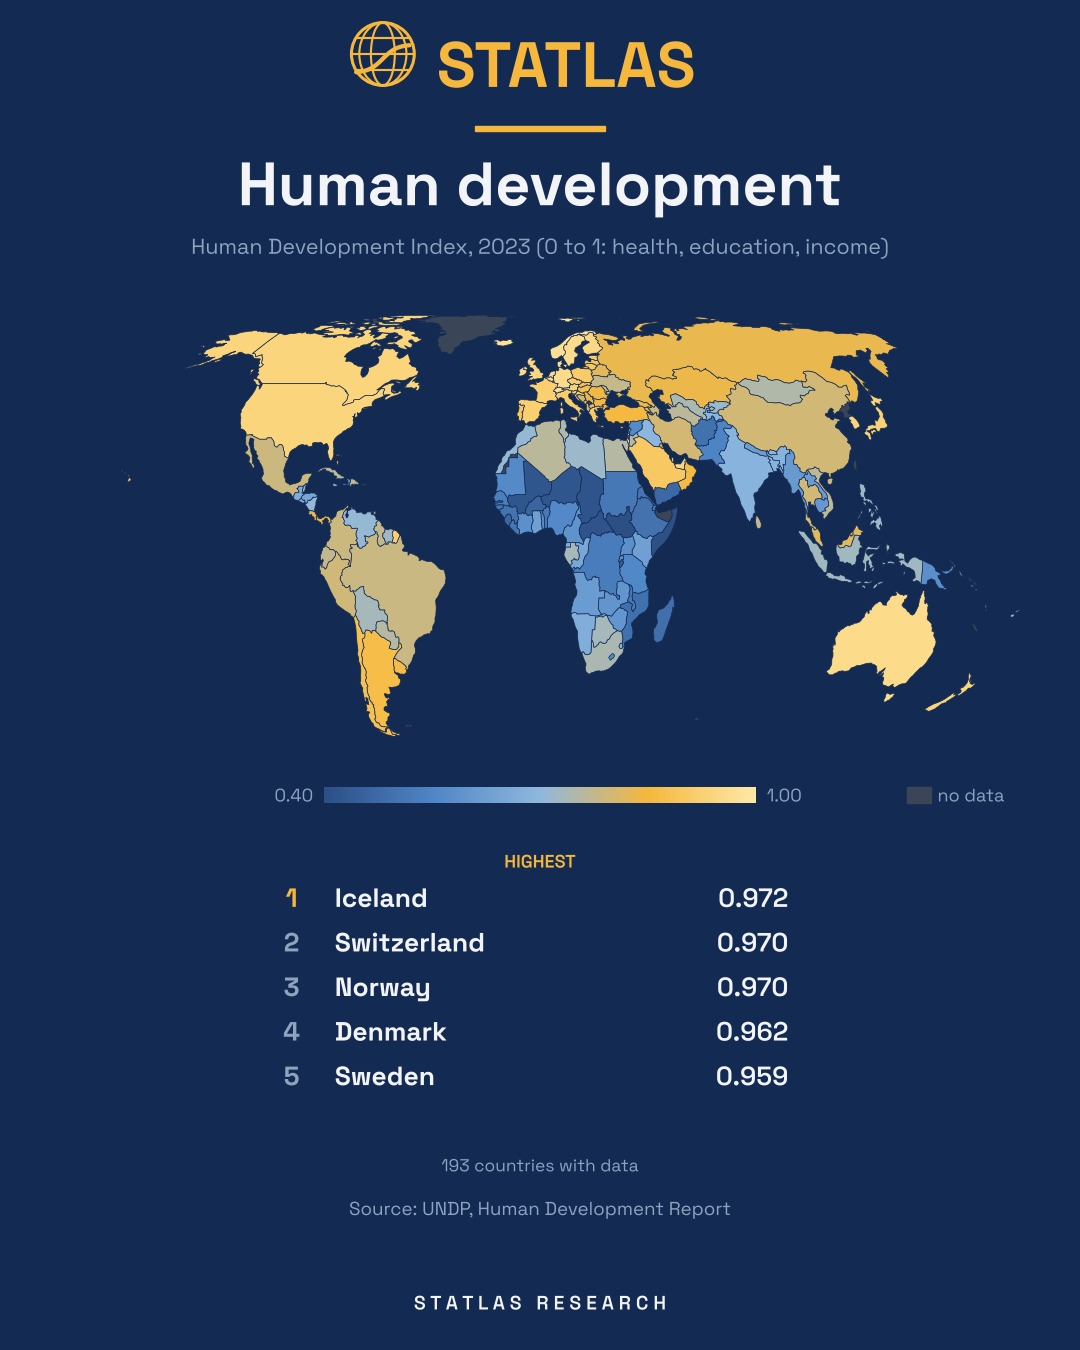 STATLAS
Human development
Human Development Index, 2023 (0 to 1: health, education, income)
0.40 1.00 no data
HIGHEST
1 Iceland 0.972
2 Switzerland 0.970
3 Norway 0.970
4 Denmark 0.962
5 Sweden 0.959
193 countries with data
Source: UNDP, Human Development Report
STATLAS RESEARCH